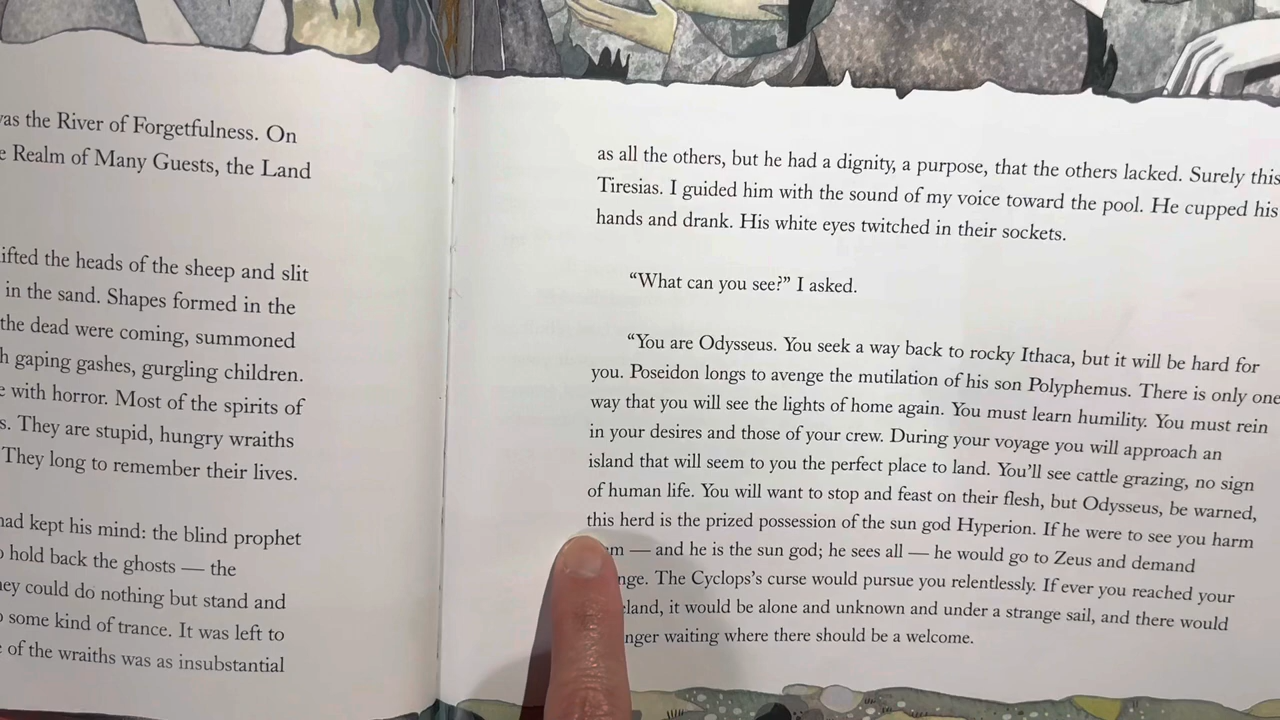 was the River of Forgetfulness. On
Realm of Many Guests, the Land
the heads of the sheep and slit
in the sand. Shapes formed in the
the dead were coming, summoned
gaping gashes, gurgling children.
with horror. Most of the spirits of
They are stupid, hungry wraiths
They long to remember their lives.
had kept his mind: the blind prophet
hold back the ghosts — the
could do nothing but stand and
some kind of trance. It was left to
of the wraiths was as insubstantial
as all the others, but he had a dignity, a purpose, that the others lacked. Surely this
Tiresias. I guided him with the sound of my voice toward the pool. He cupped his
hands and drank. His white eyes twitched in their sockets.
“What can you see?” I asked.
“You are Odysseus. You seek a way back to rocky Ithaca, but it will be hard for
you. Poseidon longs to avenge the mutilation of his son Polyphemus. There is only one
way that you will see the lights of home again. You must learn humility. You must rein
in your desires and those of your crew. During your voyage you will approach an
island that will seem to you the perfect place to land. You’ll see cattle grazing, no sign
of human life. You will want to stop and feast on their flesh, but Odysseus, be warned,
this herd is the prized possession of the sun god Hyperion. If he were to see you harm
— and he is the sun god; he sees all — he would go to Zeus and demand
The Cyclops’s curse would pursue you relentlessly. If ever you reached your
it would be alone and unknown and under a strange sail, and there would
waiting where there should be a welcome.